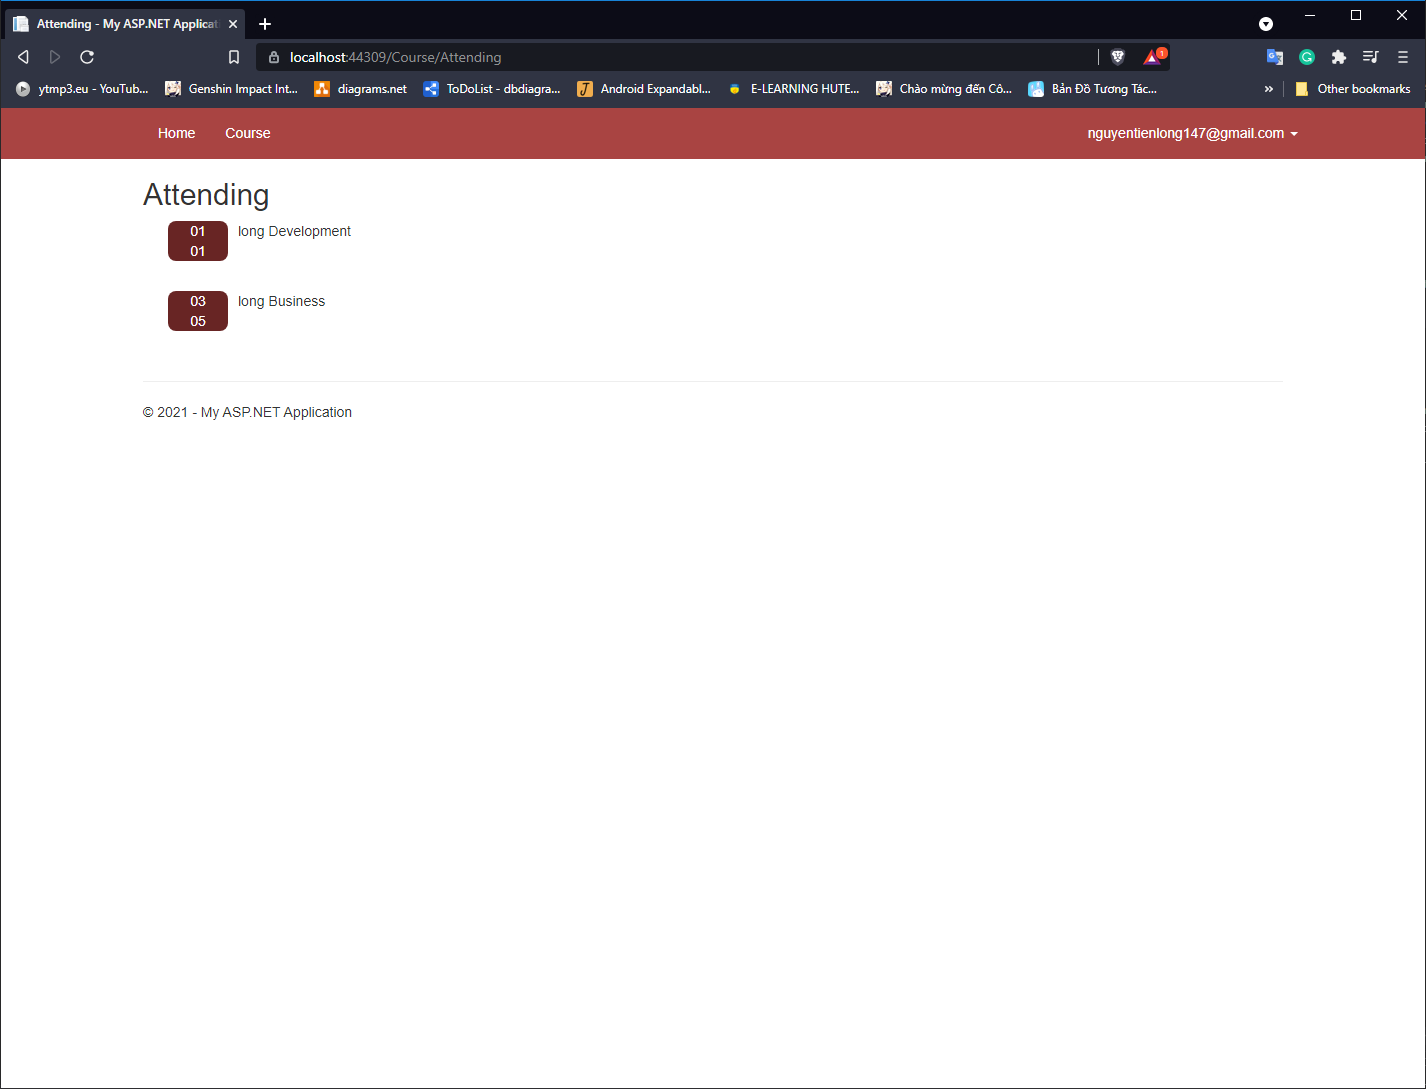 Attending - My ASP.NET Applicat
localhost:44309/Course/Attending
1
ytmp3.eu - YouTub... Genshin Impact Int... diagrams.net ToDoList - dbdiagra... Android Expandabl... E-LEARNING HUTE... Chào mừng đến Cô... Bản Đồ Tương Tác... » Other bookmarks
Home Course nguyentienlong147@gmail.com
Attending
01 long Development
01
03 long Business
05
© 2021 - My ASP.NET Application